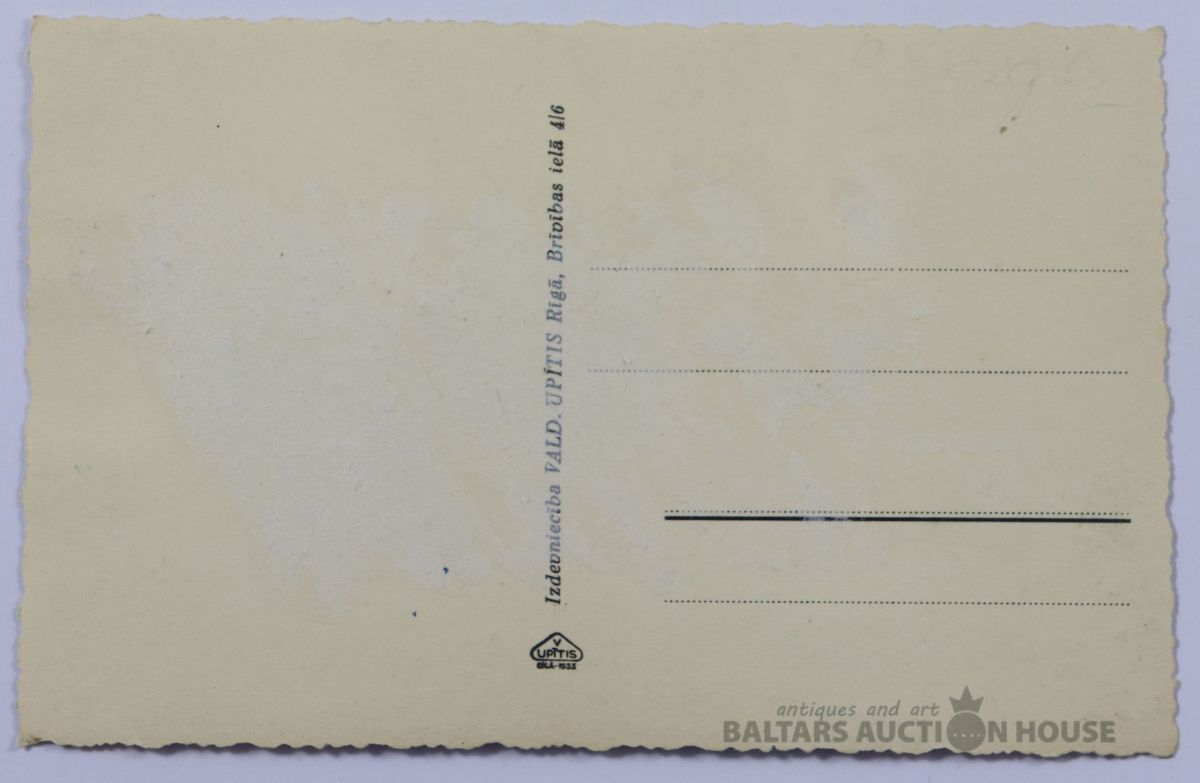 Izdevniecība VALD. UPĪTIS Rīgā, Brīvības ielā 4/6
V
UPĪTIS
antiques and art
BALTARS AUCTION HOUSE